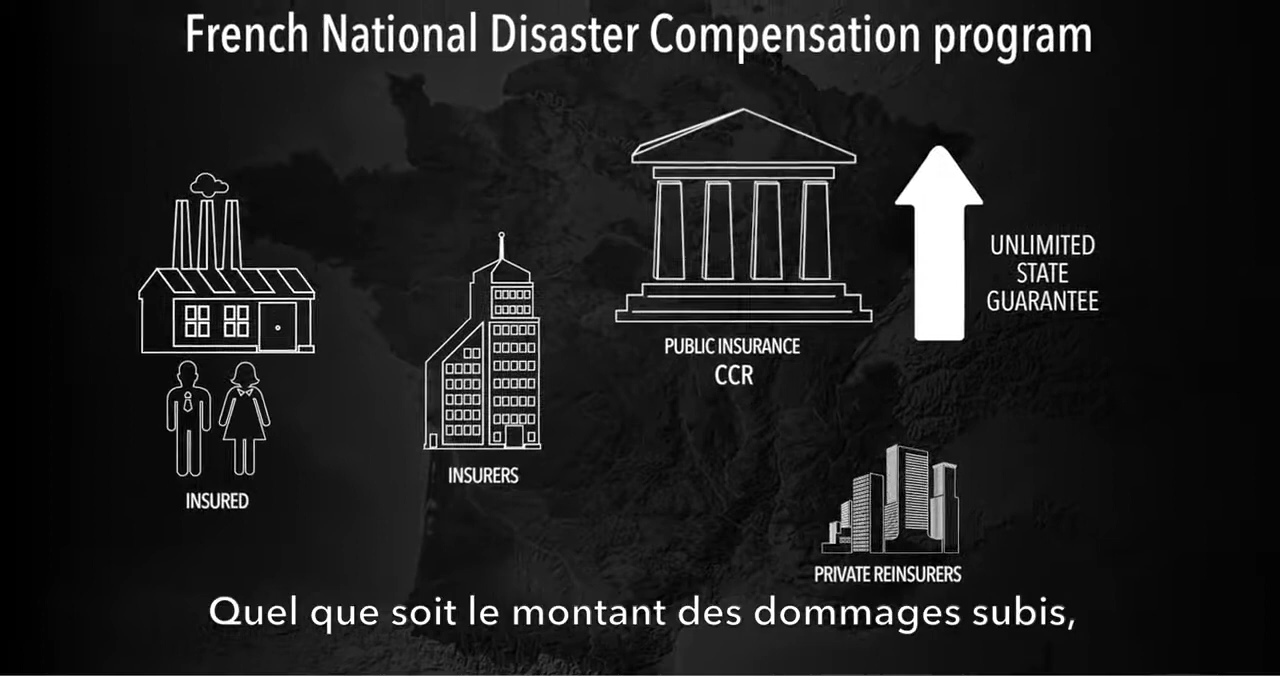 French National Disaster Compensation program
UNLIMITED
STATE
GUARANTEE
PUBLIC INSURANCE
CCR
INSURERS
INSURED
PRIVATE REINSURERS
Quel que soit le montant des dommages subis,